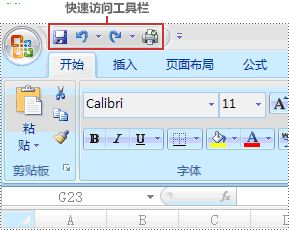 快速访问工具栏
开始 插入 页面布局 公式
Calibri 11 A
粘贴
B I U A
剪贴板 字体
G23 fx
A B C D